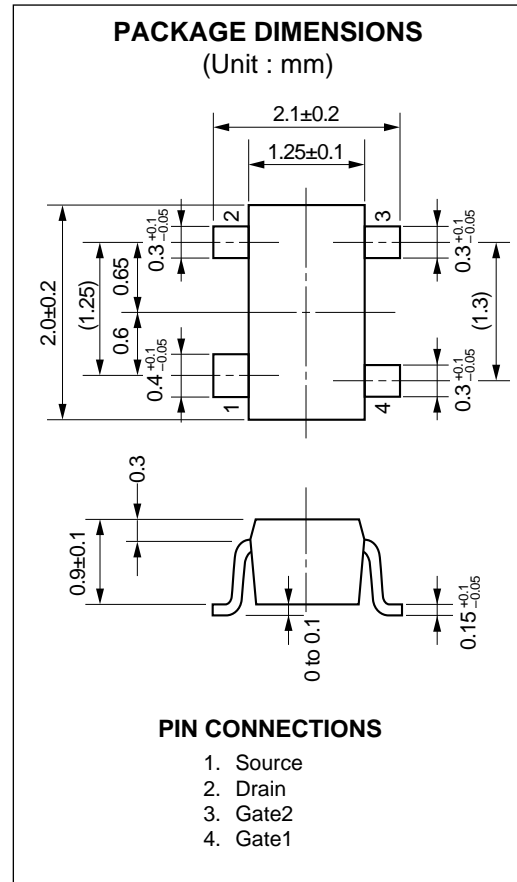 PACKAGE DIMENSIONS
(Unit : mm)
2.1±0.2
1.25±0.1
2.0±0.2
(1.25)
0.65
0.6
0.3 +0.1 −0.05
0.4 +0.1 −0.05
2
1
3
4
0.3 +0.1 −0.05
0.3 +0.1 −0.05
(1.3)
0.3
0.9±0.1
0 to 0.1
0.15 +0.1 −0.05
PIN CONNECTIONS
1. Source
2. Drain
3. Gate2
4. Gate1